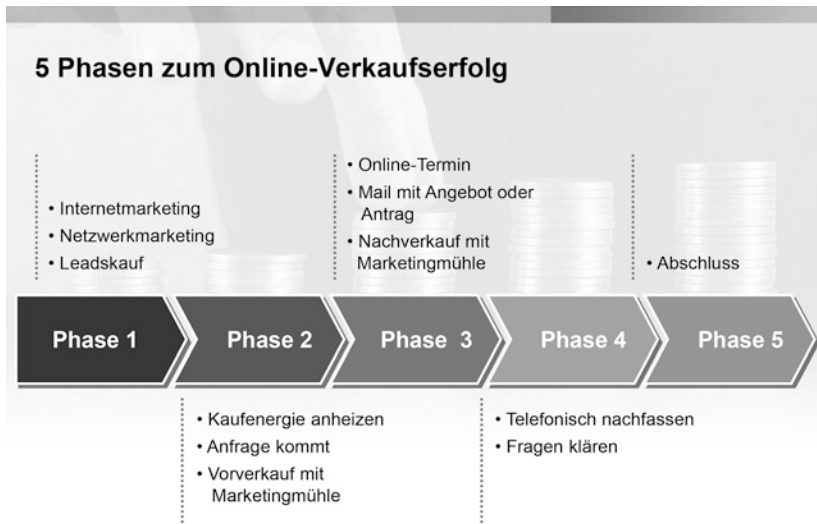 5 Phasen zum Online-Verkaufserfolg
• Internetmarketing
• Netzwerkmarketing
• Leadskauf
• Online-Termin
• Mail mit Angebot oder
Antrag
• Nachverkauf mit
Marketingmühle
• Abschluss
Phase 1
Phase 2
Phase 3
Phase 4
Phase 5
• Kaufenergie anheizen
• Anfrage kommt
• Vorverkauf mit
Marketingmühle
• Telefonisch nachfassen
• Fragen klären